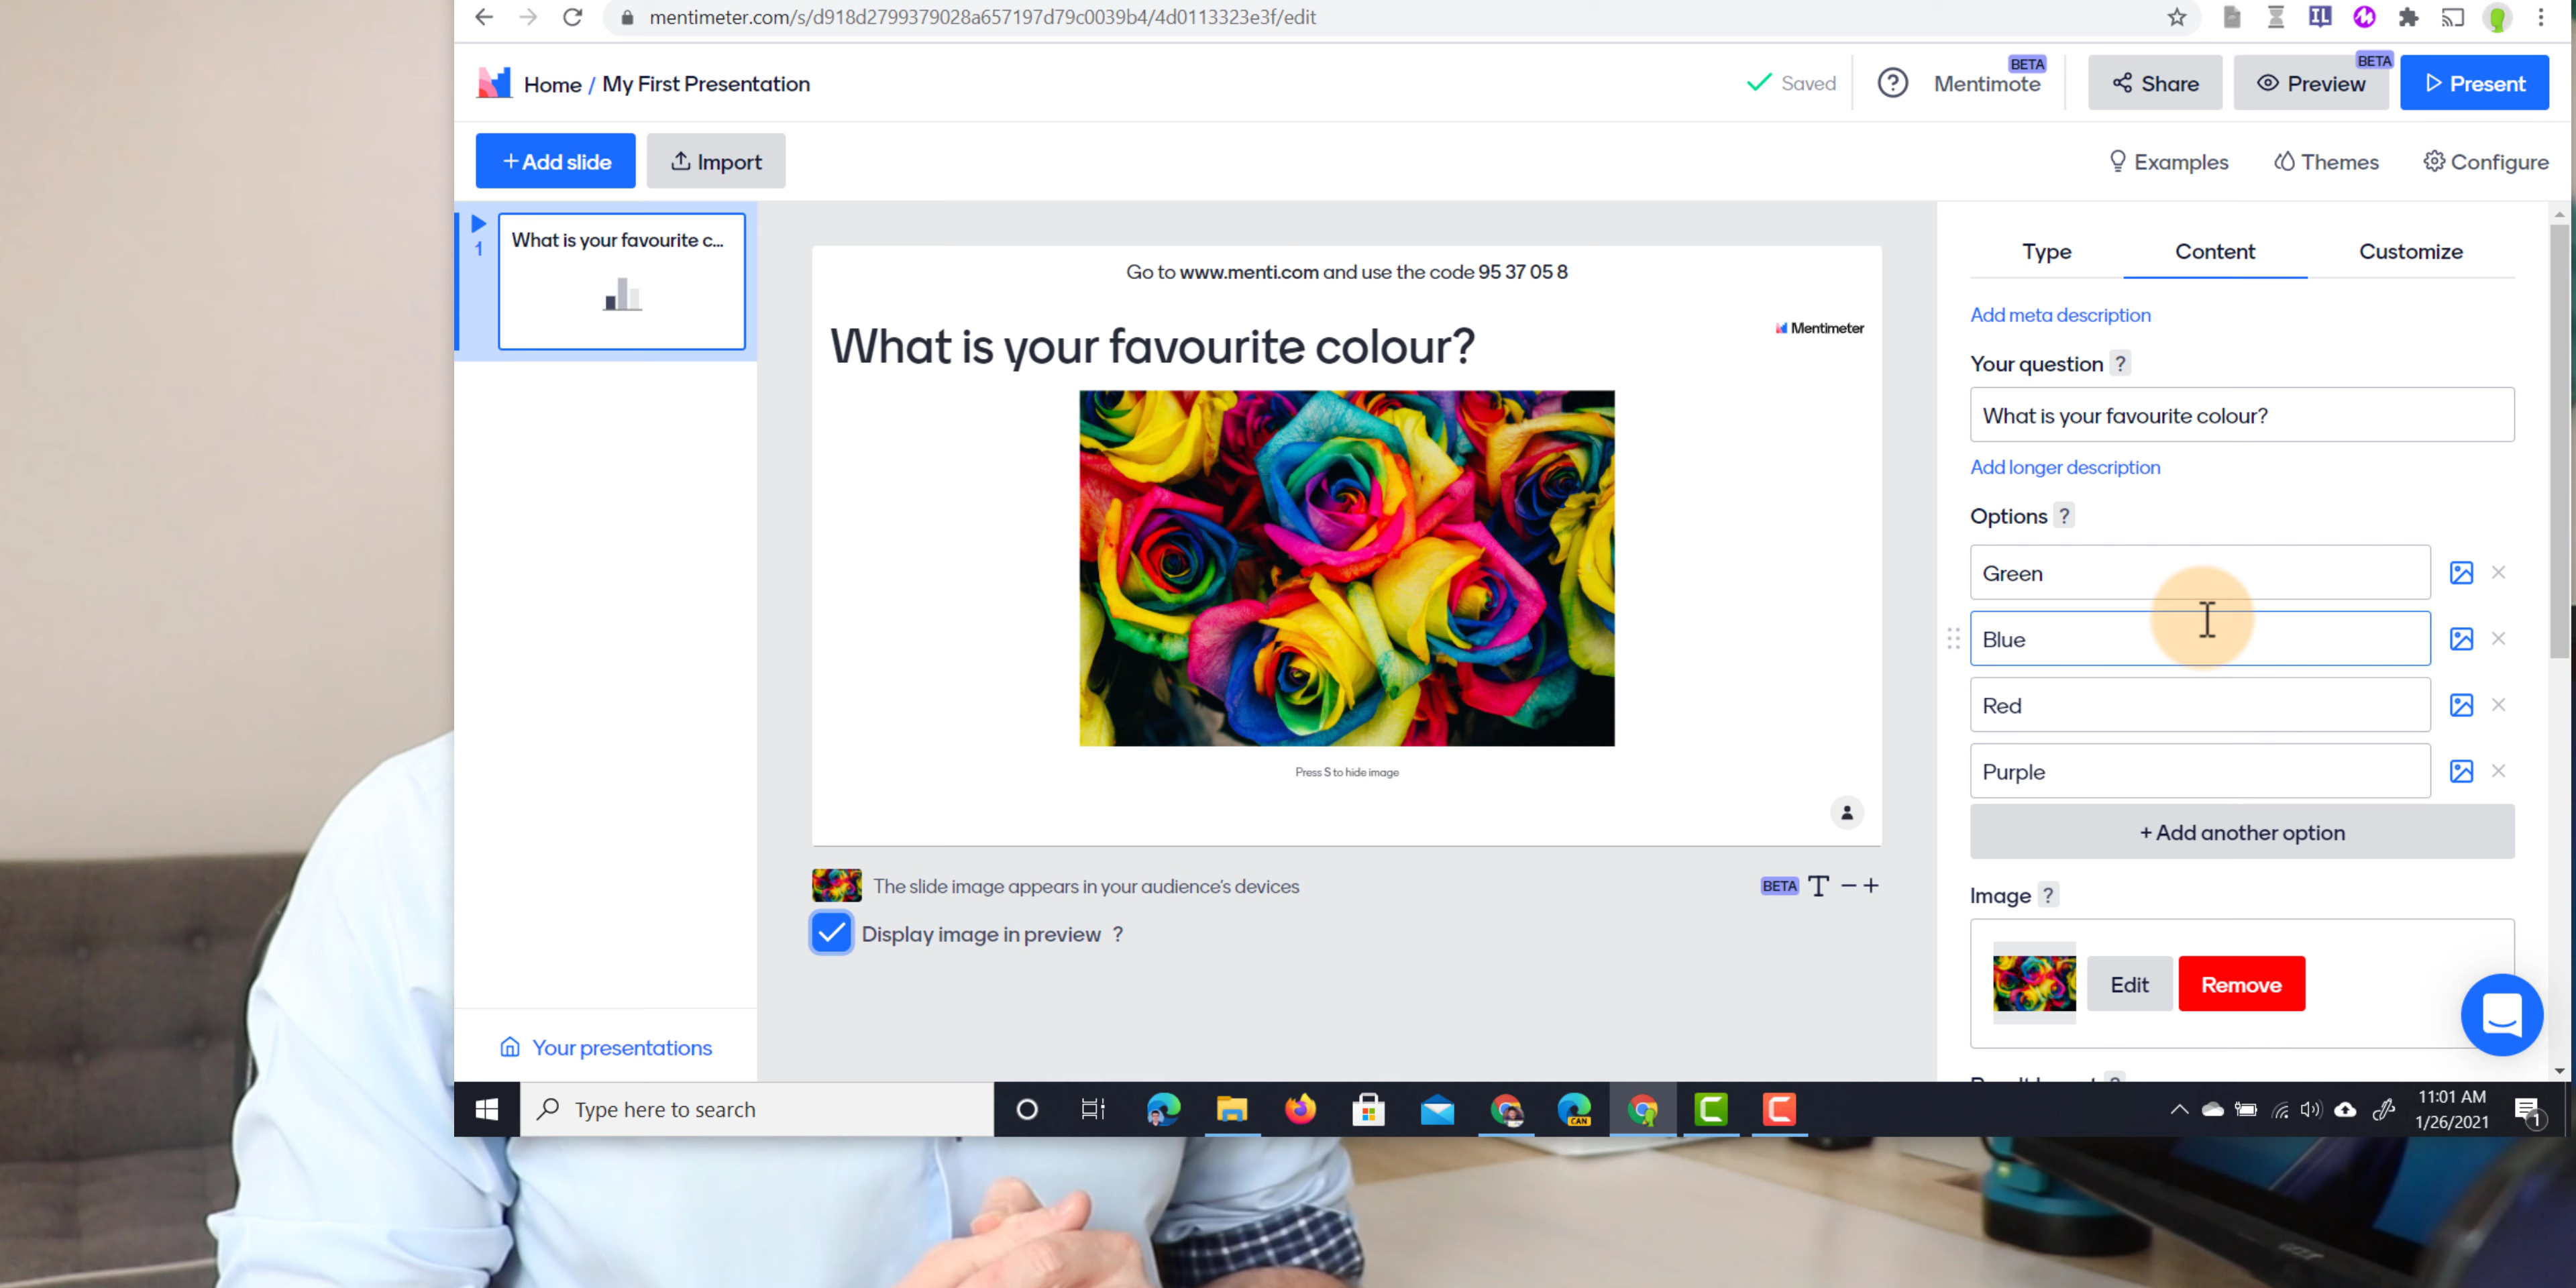 mentimeter.com/s/d918d2799379028a657197d79c0039b4/4d0113323e3f/edit
IL
Home / My First Presentation
Saved
?
Mentimote
BETA
Share
Preview
BETA
Present
+ Add slide
Import
Examples
Themes
Configure
1
What is your favourite c...
Go to www.menti.com and use the code 95 37 05 8
What is your favourite colour?
Mentimeter
Press S to hide image
The slide image appears in your audience's devices
BETA T − +
Display image in preview ?
Your presentations
Type
Content
Customize
Add meta description
Your question ?
What is your favourite colour?
Add longer description
Options ?
Green
Blue
Red
Purple
+ Add another option
Image ?
Edit
Remove
Type here to search
CAN
11:01 AM
1/26/2021
1